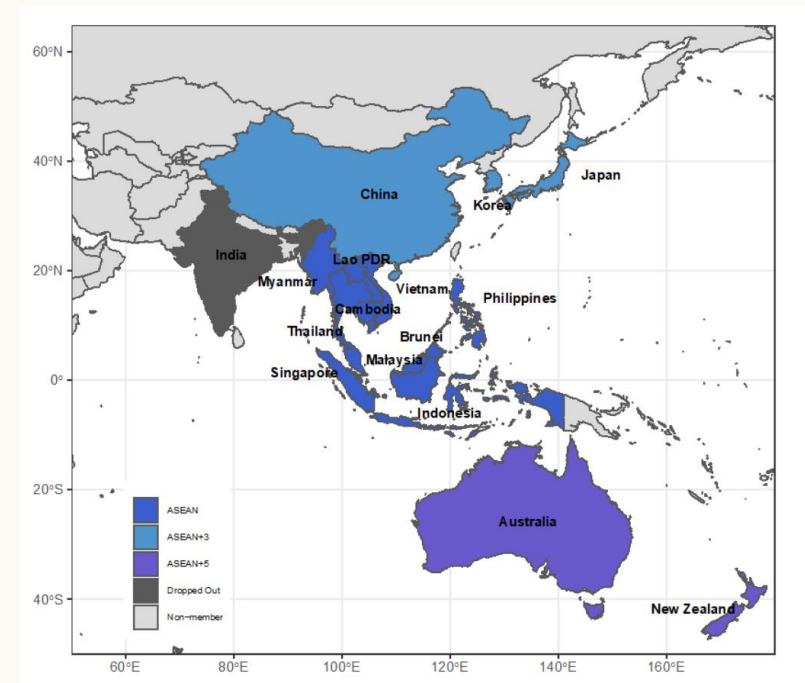 60°N
40°N
20°N
0°
20°S
40°S
China
Japan
Korea
India
Lao PDR
Myanmar
Vietnam
Philippines
Cambodia
Thailand
Brunei
Malaysia
Singapore
Indonesia
Australia
New Zealand
ASEAN
ASEAN+3
ASEAN+5
Dropped Out
Non-member
60°E
80°E
100°E
120°E
140°E
160°E